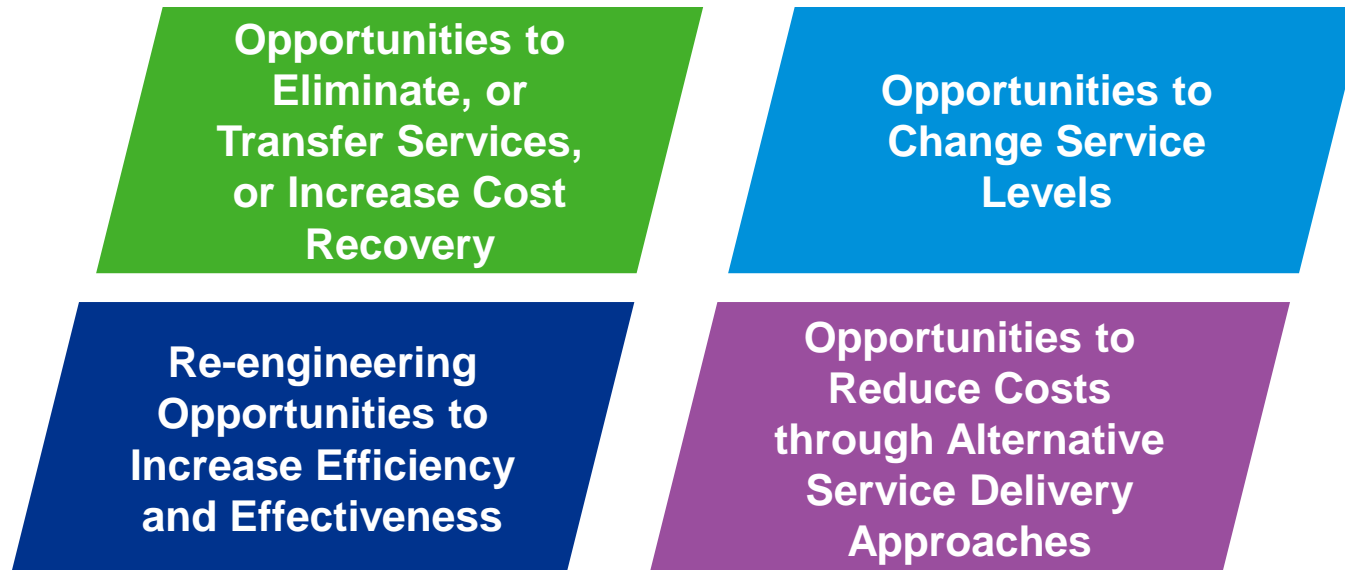 Opportunities to
Eliminate, or
Transfer Services,
or Increase Cost
Recovery
Opportunities to
Change Service
Levels
Re-engineering
Opportunities to
Increase Efficiency
and Effectiveness
Opportunities to
Reduce Costs
through Alternative
Service Delivery
Approaches